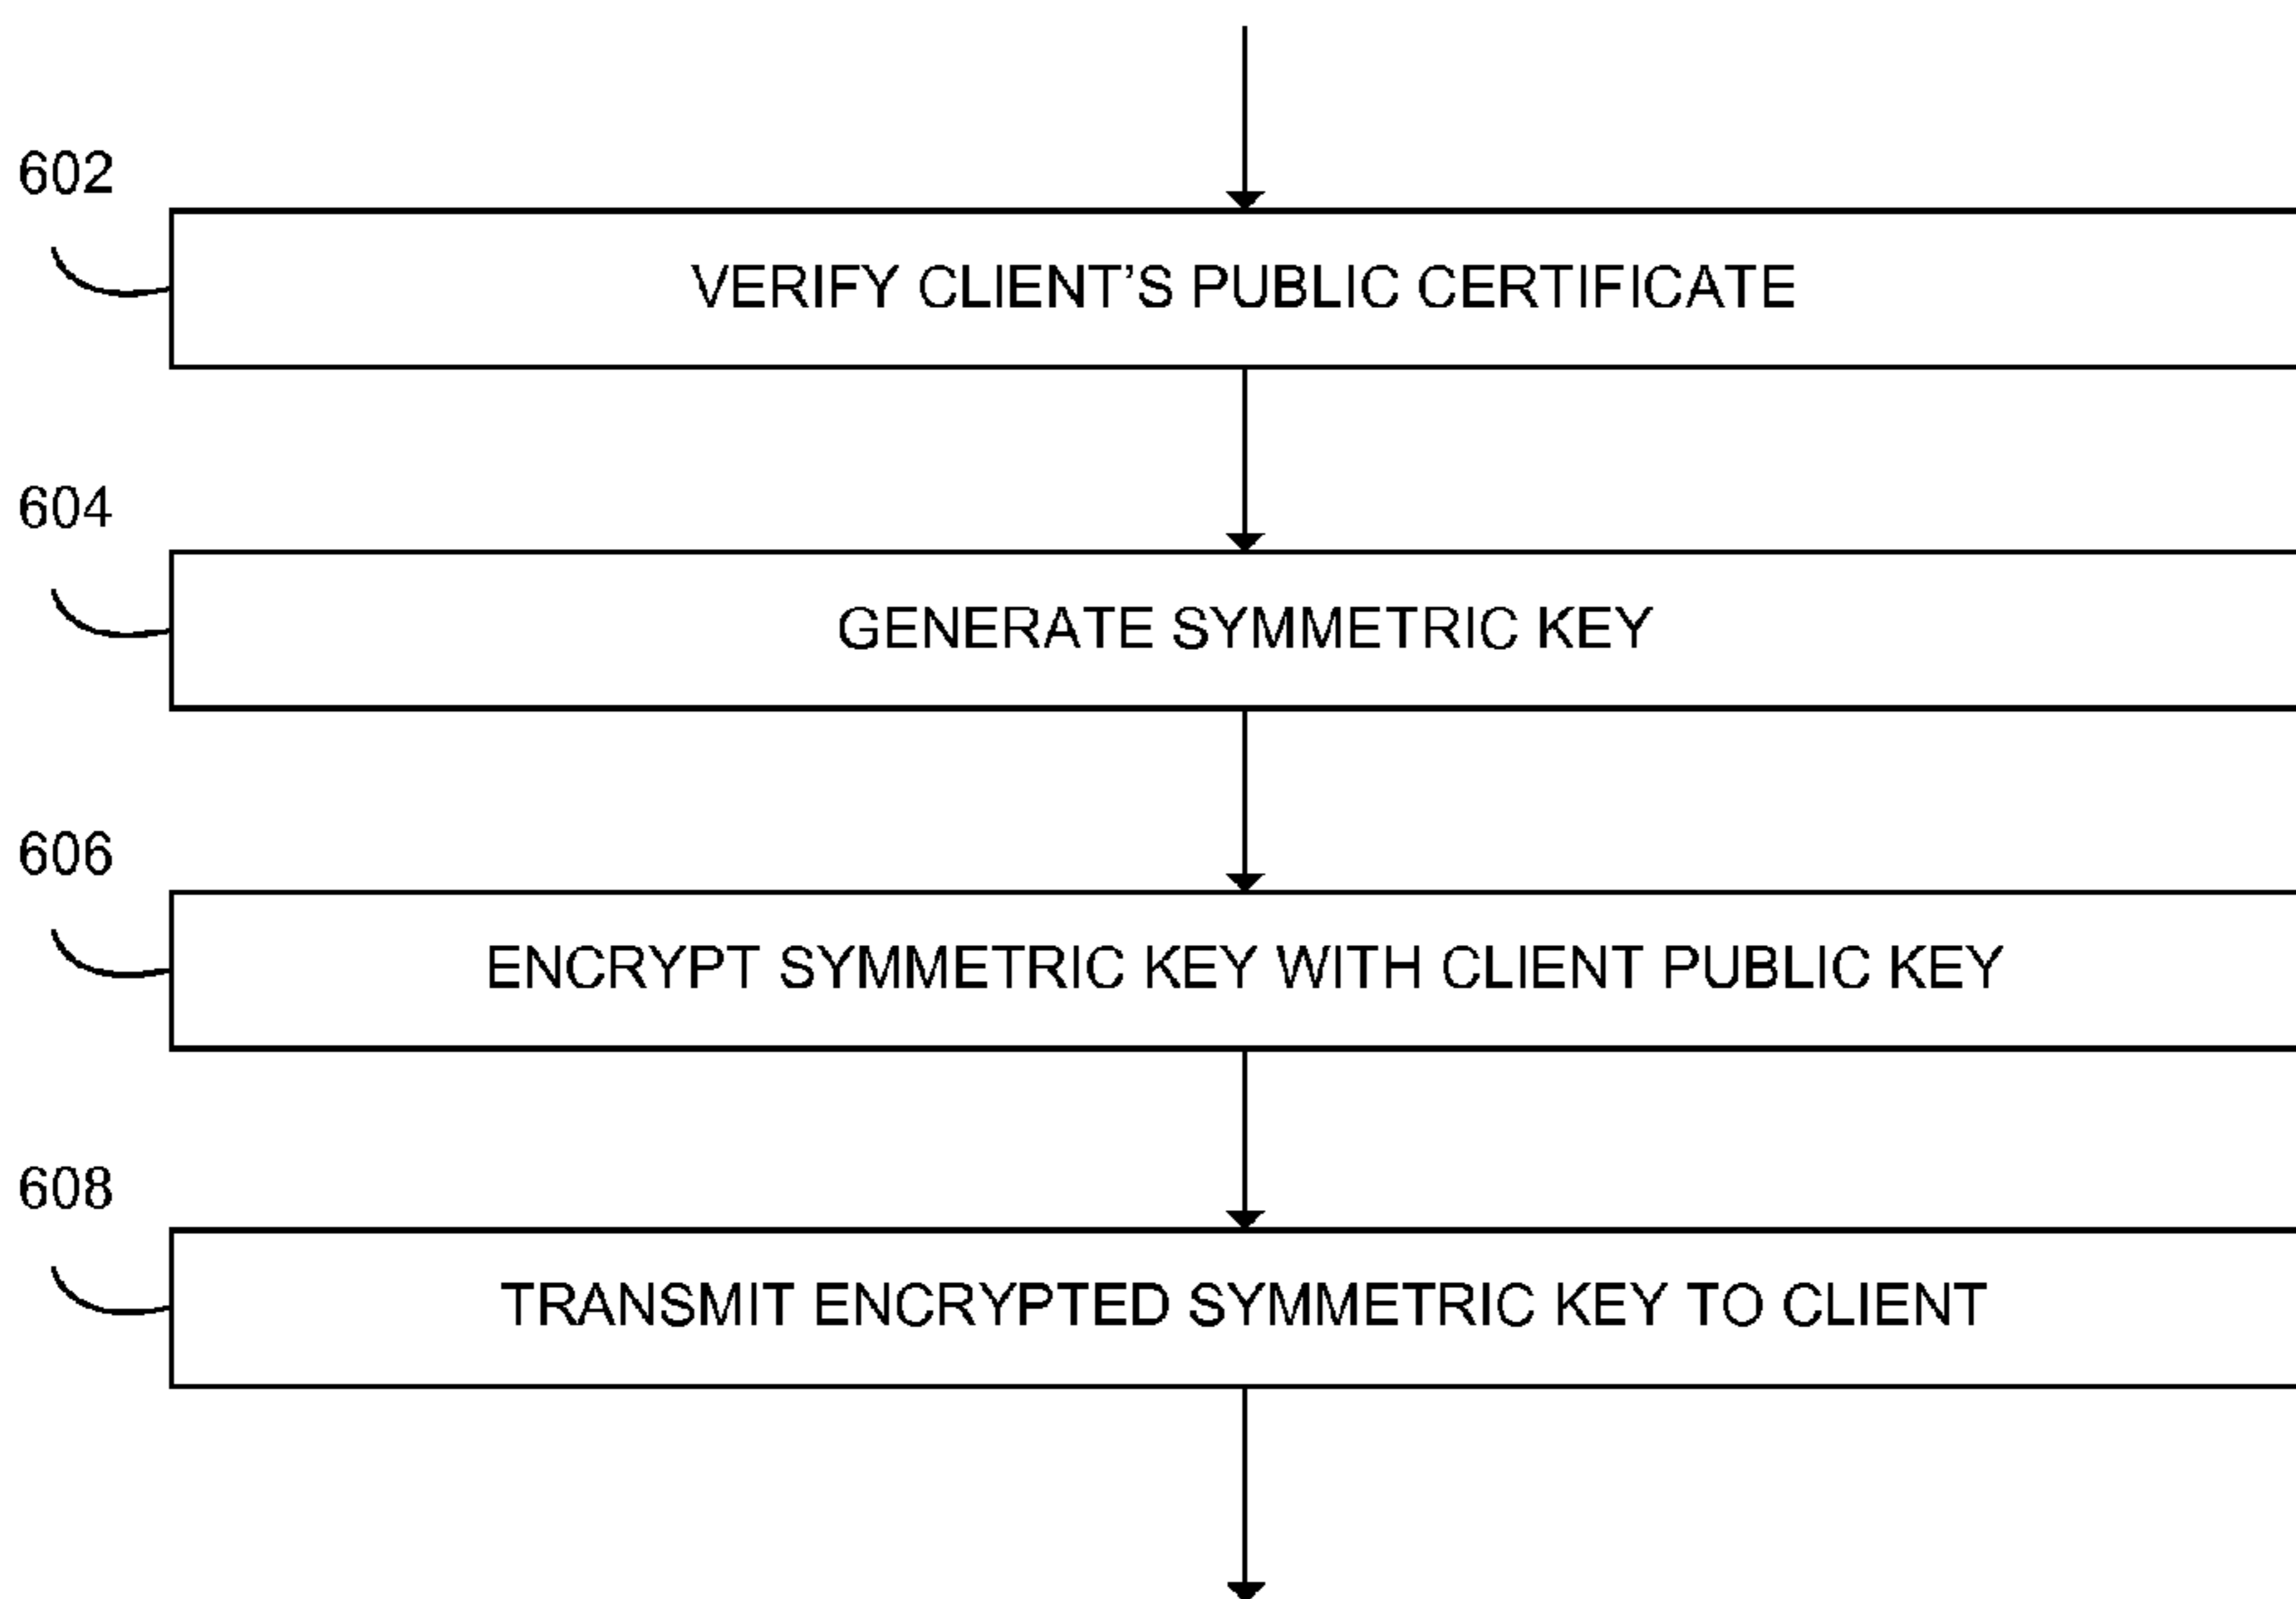 602
VERIFY CLIENT’S PUBLIC CERTIFICATE
604
GENERATE SYMMETRIC KEY
606
ENCRYPT SYMMETRIC KEY WITH CLIENT PUBLIC KEY
608
TRANSMIT ENCRYPTED SYMMETRIC KEY TO CLIENT